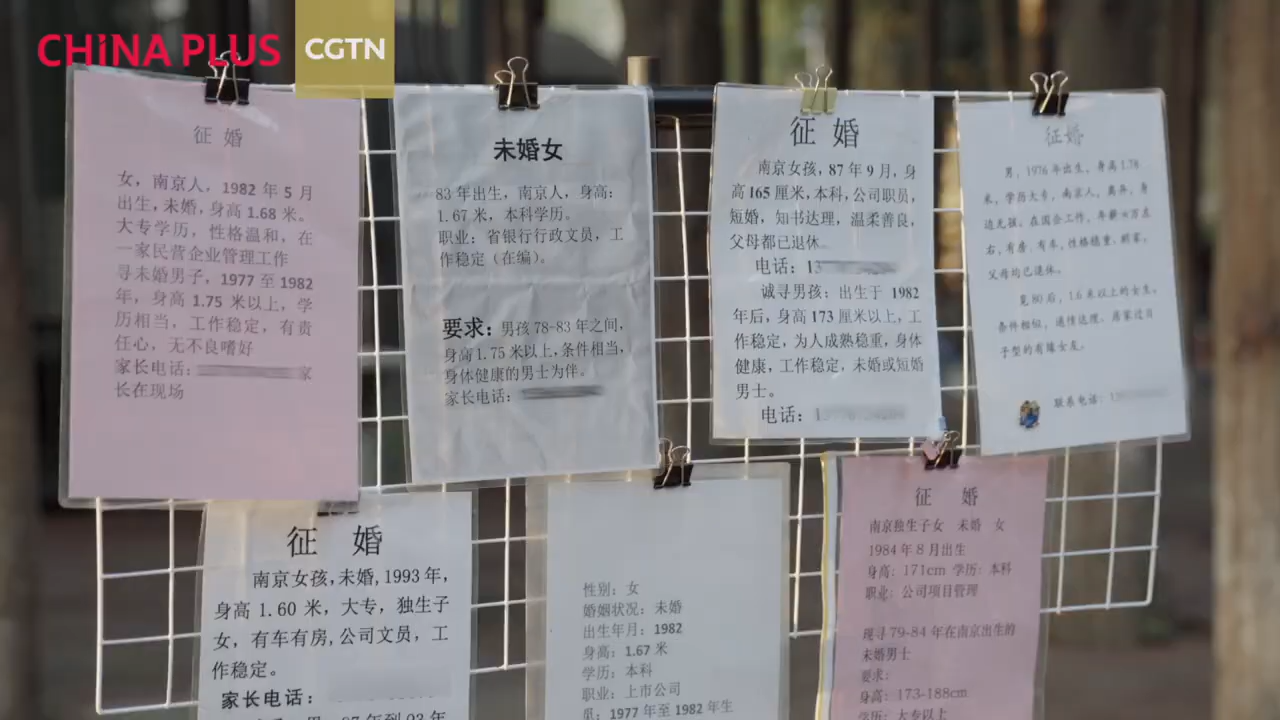 CHINA PLUS
CGTN
征 婚
女，南京人，1982 年 5 月
出生，未婚，身高 1.68 米。
大专学历，性格温和，在
一家民营企业管理工作
寻未婚男子，1977 至 1982
年，身高 1.75 米以上，学
历相当，工作稳定，有责
任心，无不良嗜好
家长电话： 家
长在现场
未婚女
83 年出生，南京人，身高：
1.67 米，本科学历。
职业：省银行行政文员，工
作稳定（在编）。
要求：男孩 78-83 年之间，
身高 1.75 米以上，条件相当，
身体健康的男士为伴。
家长电话：
征 婚
南京女孩，87 年 9 月，身
高 165 厘米，本科，公司职员，
短婚，知书达理，温柔善良，
父母都已退休。
电话：13
诚寻男孩：出生于 1982
年后，身高 173 厘米以上，工
作稳定，为人成熟稳重，身体
健康，工作稳定，未婚或短婚
男士。
电话：1
征婚
男，1976 年出生，身高 1.78
米，学历大专，南京人，离异，身
边无孩，在国企工作，年薪 万左
右，有房，有车，性格稳重、顾家。
父母均已退休。
觅 80 后，1.6 米以上的女生，
条件相似，通情达理、居家过日
子型的有缘女友。
联系电话：1
征 婚
南京女孩，未婚，1993 年，
身高 1.60 米，大专，独生子
女，有车有房，公司文员，工
作稳定。
家长电话：
男，87 年到 93 年
性别：女
婚姻状况：未婚
出生年月：1982
身高：1.67 米
学历：本科
职业：上市公司
觅：1977 年至 1982 年生
征 婚
南京独生子女 未婚 女
1984 年 8 月出生
身高：171cm 学历：本科
职业：公司项目管理
现寻 79-84 年在南京出生的
未婚男士
要求：
身高：173-188cm
学历：大专以上